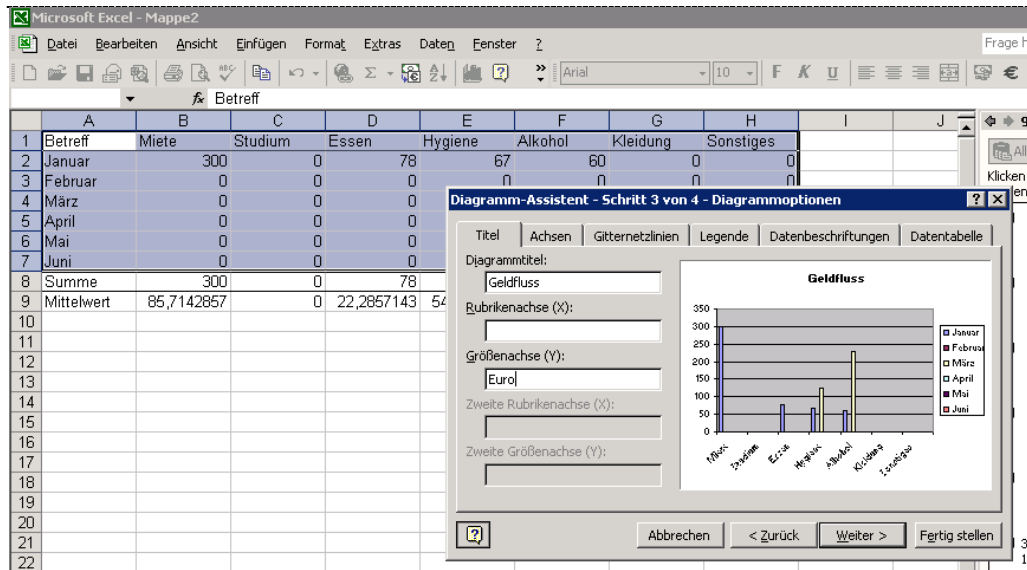 Microsoft Excel - Mappe2
Datei Bearbeiten Ansicht Einfügen Format Extras Daten Fenster ? Frage H
Arial 10 F K U €
fx Betreff
A B C D E F G H I J
1 Betreff Miete Studium Essen Hygiene Alkohol Kleidung Sonstiges
2 Januar 300 0 78 67 60 0 0
3 Februar 0 0 0 0 0 0 0
4 März 0 0 0
5 April 0 0 0
6 Mai 0 0 0
7 Juni 0 0 0
8 Summe 300 0 78
9 Mittelwert 85,7142857 0 22,2857143 54
10
11
12
13
14
15
16
17
18
19
20
21
22
All
Klicken
Diagramm-Assistent - Schritt 3 von 4 - Diagrammoptionen
Titel Achsen Gitternetzlinien Legende Datenbeschriftungen Datentabelle
Diagrammtitel:
Geldfluss
Rubrikenachse (X):
Größenachse (Y):
Euro
Zweite Rubrikenachse (X):
Zweite Größenachse (Y):
Geldfluss
350
300
250
200
150
100
50
0
Miete Studium Essen Hygiene Alkohol Kleidung Sonstiges
Januar
Februar
März
April
Mai
Juni
Abbrechen < Zurück Weiter > Fertig stellen